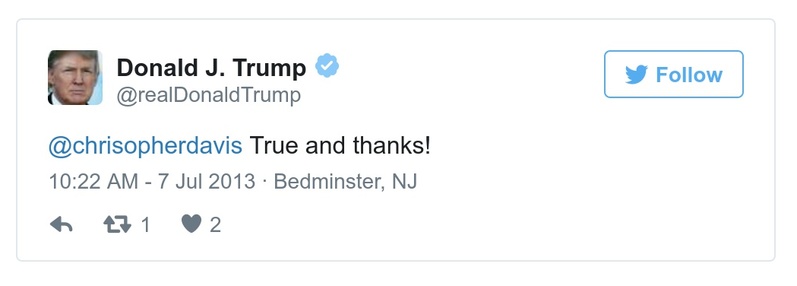 Donald J. Trump
@realDonaldTrump
Follow
@chrisopherdavis True and thanks!
10:22 AM - 7 Jul 2013 · Bedminster, NJ
1 2